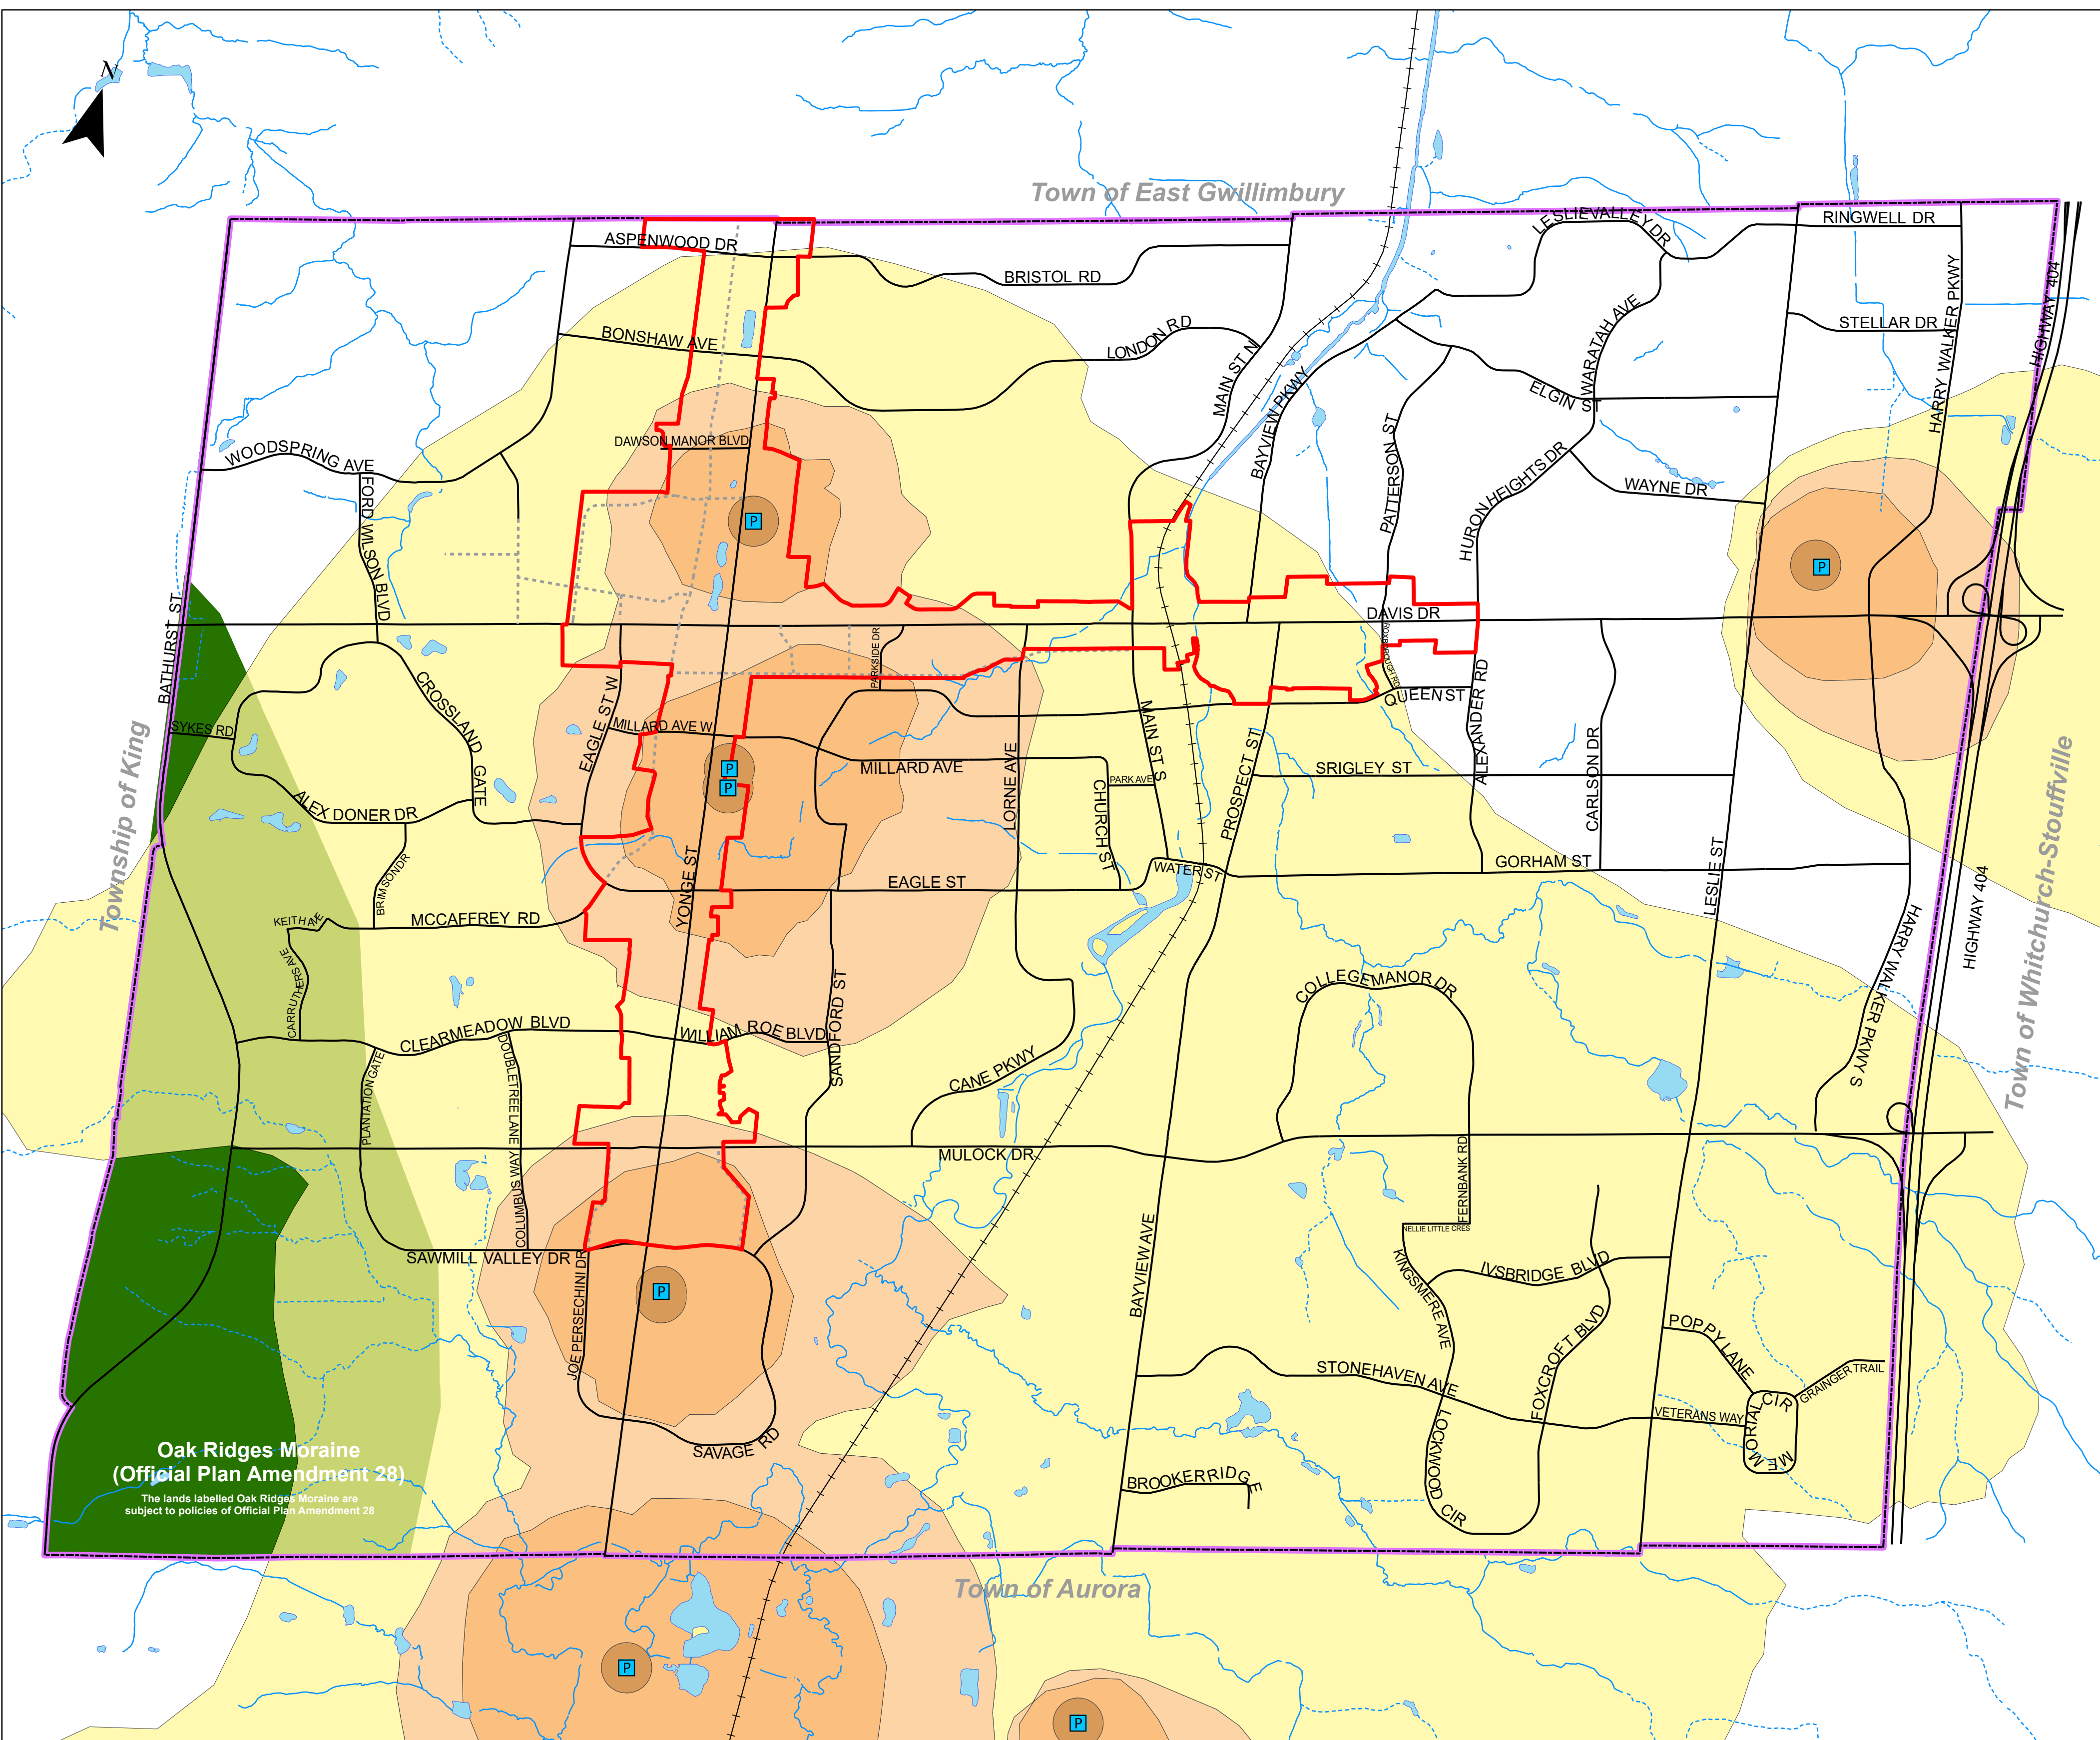 N
Town of East Gwillimbury
LESLIEVALLEY DR
RINGWELL DR
ASPENWOOD DR
BRISTOL RD
HARRY WALKER PKWY
HIGHWAY 404
BONSHAW AVE
LONDON RD
STELLAR DR
WARATAH AVE
MAIN ST N
BAYVIEW PKWY
ELGIN ST
DAWSON MANOR BLVD
PATTERSON ST
WOODSPRING AVE
FORD WILSON BLVD
HURON HEIGHTS DR
WAYNE DR
P
P
BATHURST ST
DAVIS DR
ROXBOROUGH RD
PARKSIDE DR
CROSSLAND GATE
EAGLE ST W
QUEEN ST
ALEXANDER RD
MAIN ST S
SYKES RD
MILLARD AVE W
Township of King
PROSPECT ST
CARLSON DR
P
P
MILLARD AVE
LORNE AVE
PARK AVE
SRIGLEY ST
CHURCH ST
ALEX DONER DR
Town of Whitchurch-Stouffville
YONGE ST
BRIMSON DR
WATER ST
GORHAM ST
LESLIE ST
EAGLE ST
KEITH AVE
MCCAFFREY RD
HARRY WALKER PKWY S
HIGHWAY 404
CARRUTHERS AVE
COLLEGEMANOR DR
SANDFORD ST
CLEARMEADOW BLVD
WILLIAM ROE BLVD
CANE PKWY
PLANTATION GATE
DOUBLETREE LANE
COLUMBUS WAY
MULOCK DR
FERNBANK RD
NELLIE LITTLE CRES
SAWMILL VALLEY DR
JOE PERSECHINI DR
P
BAYVIEW AVE
KINGSMERE AVE
IVSBRIDGE BLVD
FOXCROFT BLVD
POPPY LANE
STONEHAVEN AVE
GRAINGER TRAIL
VETERANS WAY
MEMORIAL CIR
SAVAGE RD
LOCKWOOD CIR
BROOKERRIDGE
Oak Ridges Moraine
(Official Plan Amendment 28)
The lands labelled Oak Ridges Moraine are
subject to policies of Official Plan Amendment 28
Town of Aurora
P
P